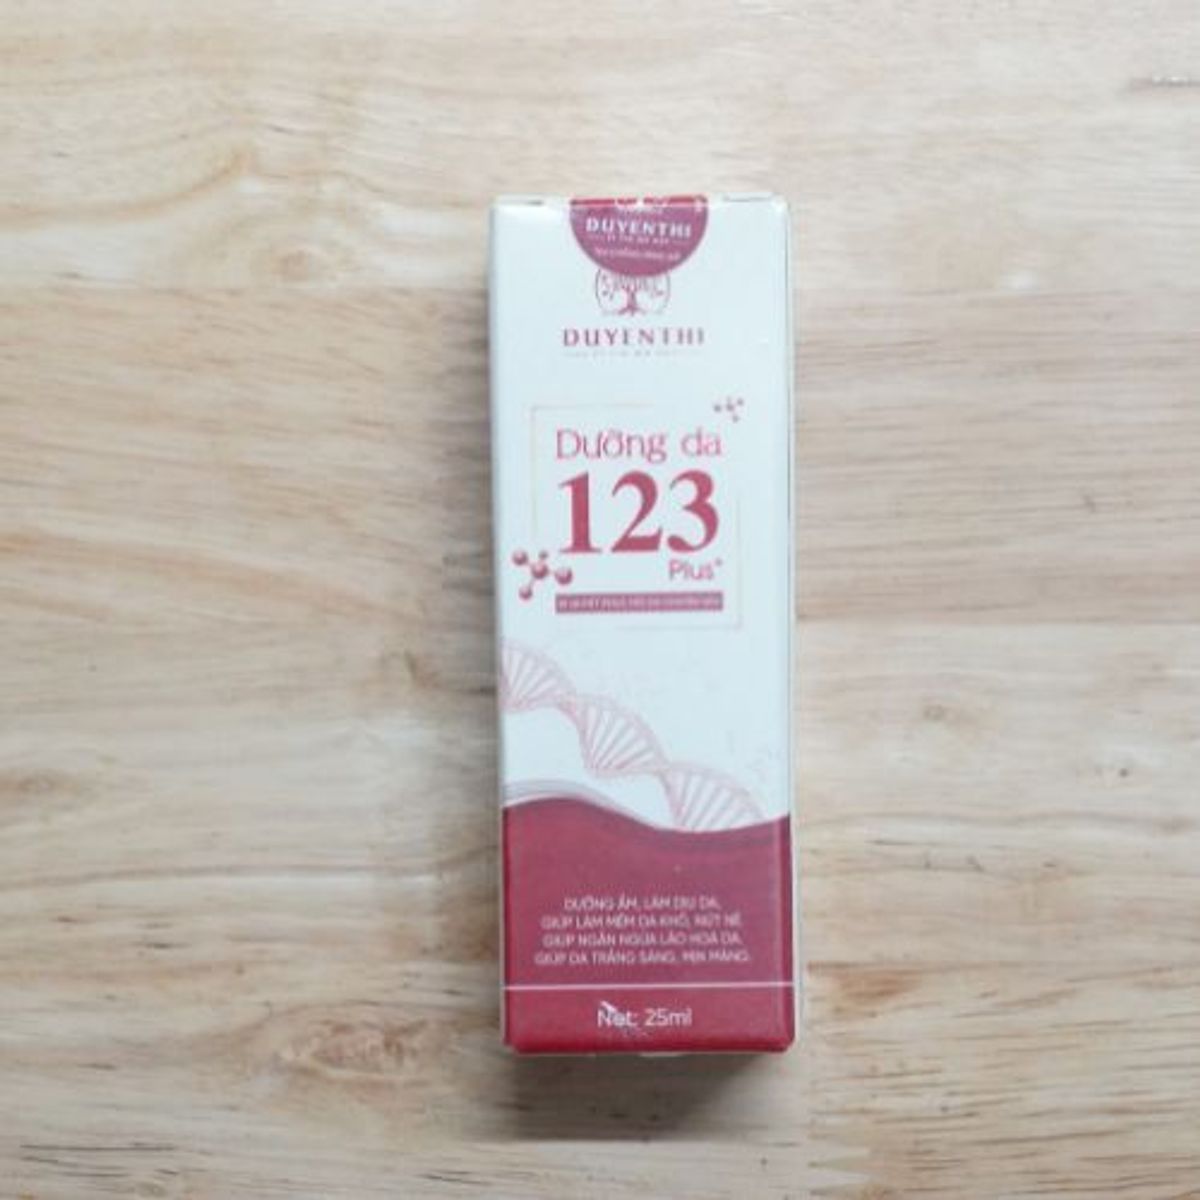 DUYENTHI
DUYENTHI
Dưỡng da
123
Plus+
DƯỠNG ẨM, LÀM DỊU DA,
GIÚP LÀM MỀM DA KHÔ, NỨT NẺ
GIÚP NGĂN NGỪA LÃO HOÁ DA,
GIÚP DA TRẮNG SÁNG, MỊN MÀNG.
Net: 25ml